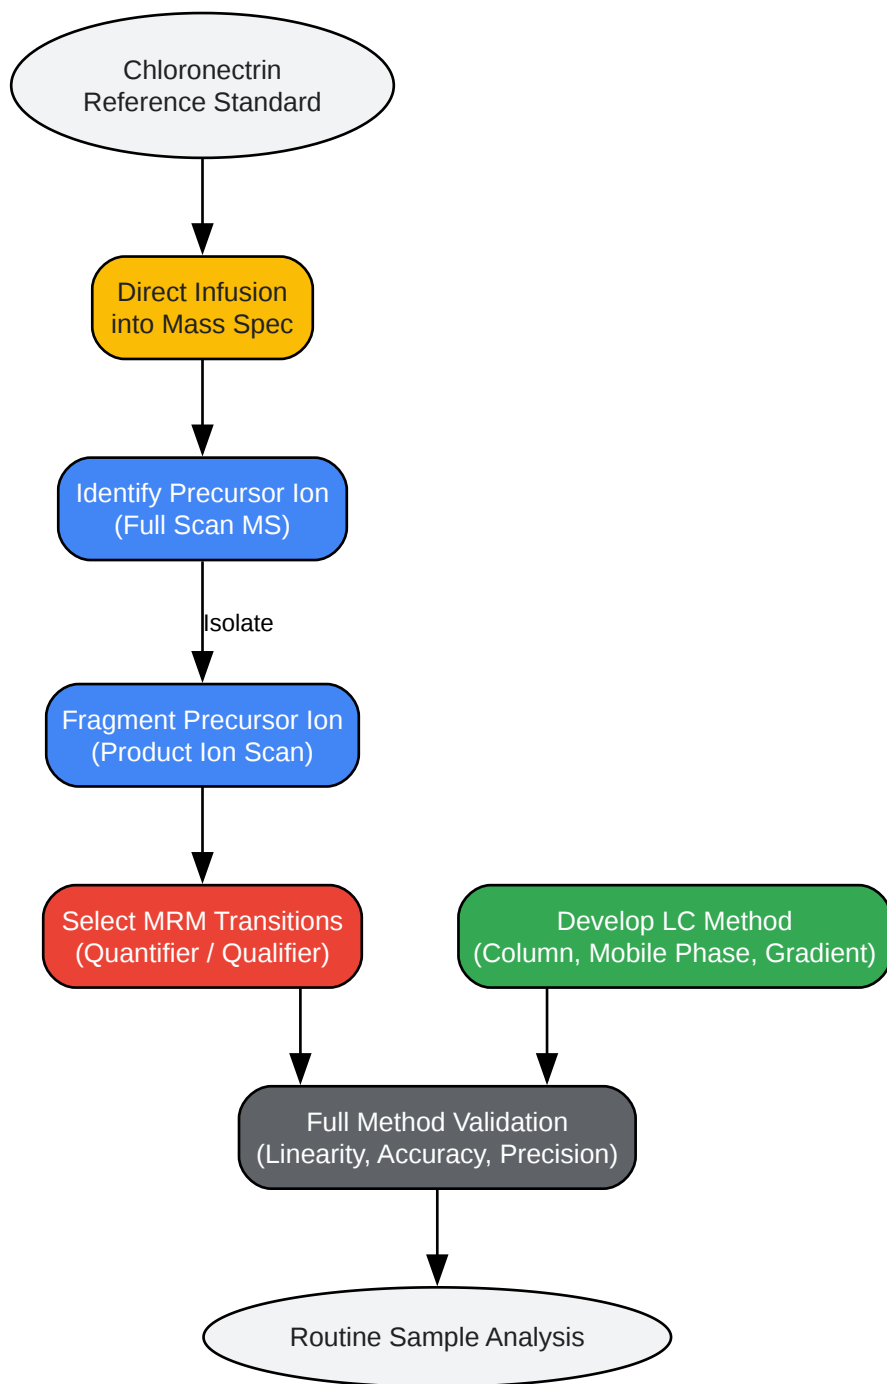 Chloronectrin
Reference Standard
Direct Infusion
into Mass Spec
Identify Precursor Ion
(Full Scan MS)
Isolate
Fragment Precursor Ion
(Product Ion Scan)
Select MRM Transitions
(Quantifier / Qualifier)
Develop LC Method
(Column, Mobile Phase, Gradient)
Full Method Validation
(Linearity, Accuracy, Precision)
Routine Sample Analysis